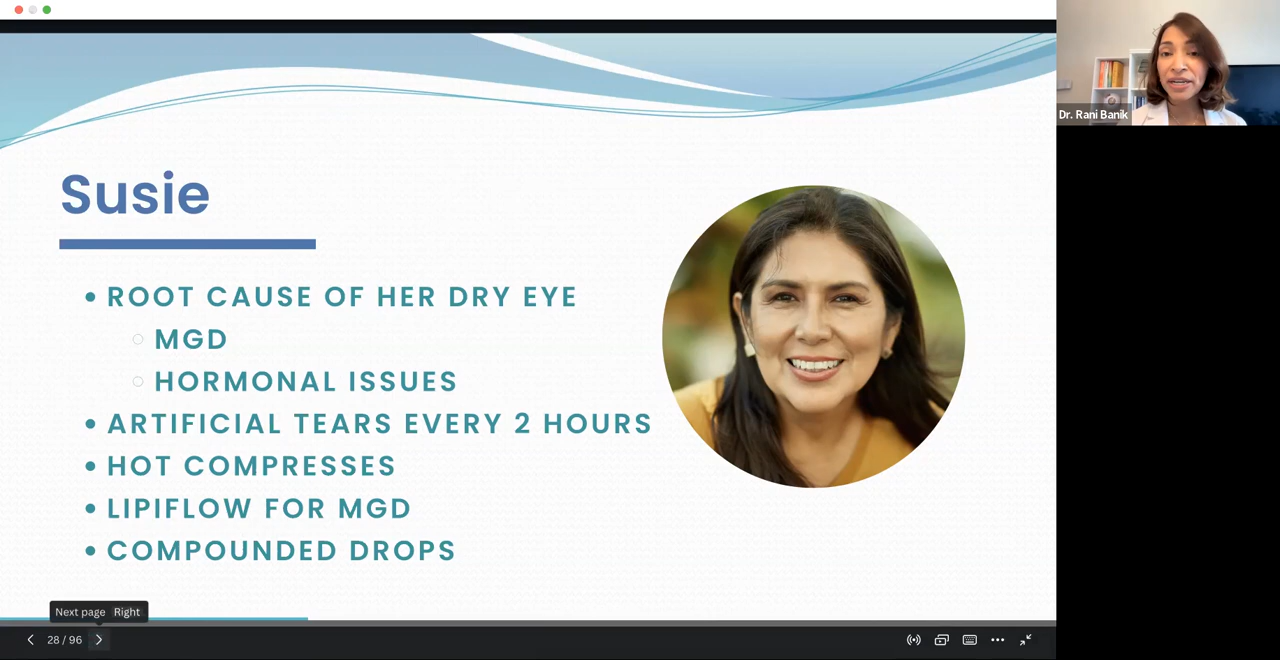 Dr. Rani Banik
Susie
• ROOT CAUSE OF HER DRY EYE
○ MGD
○ HORMONAL ISSUES
• ARTIFICIAL TEARS EVERY 2 HOURS
• HOT COMPRESSES
• LIPIFLOW FOR MGD
• COMPOUNDED DROPS
Next page Right
28 / 96